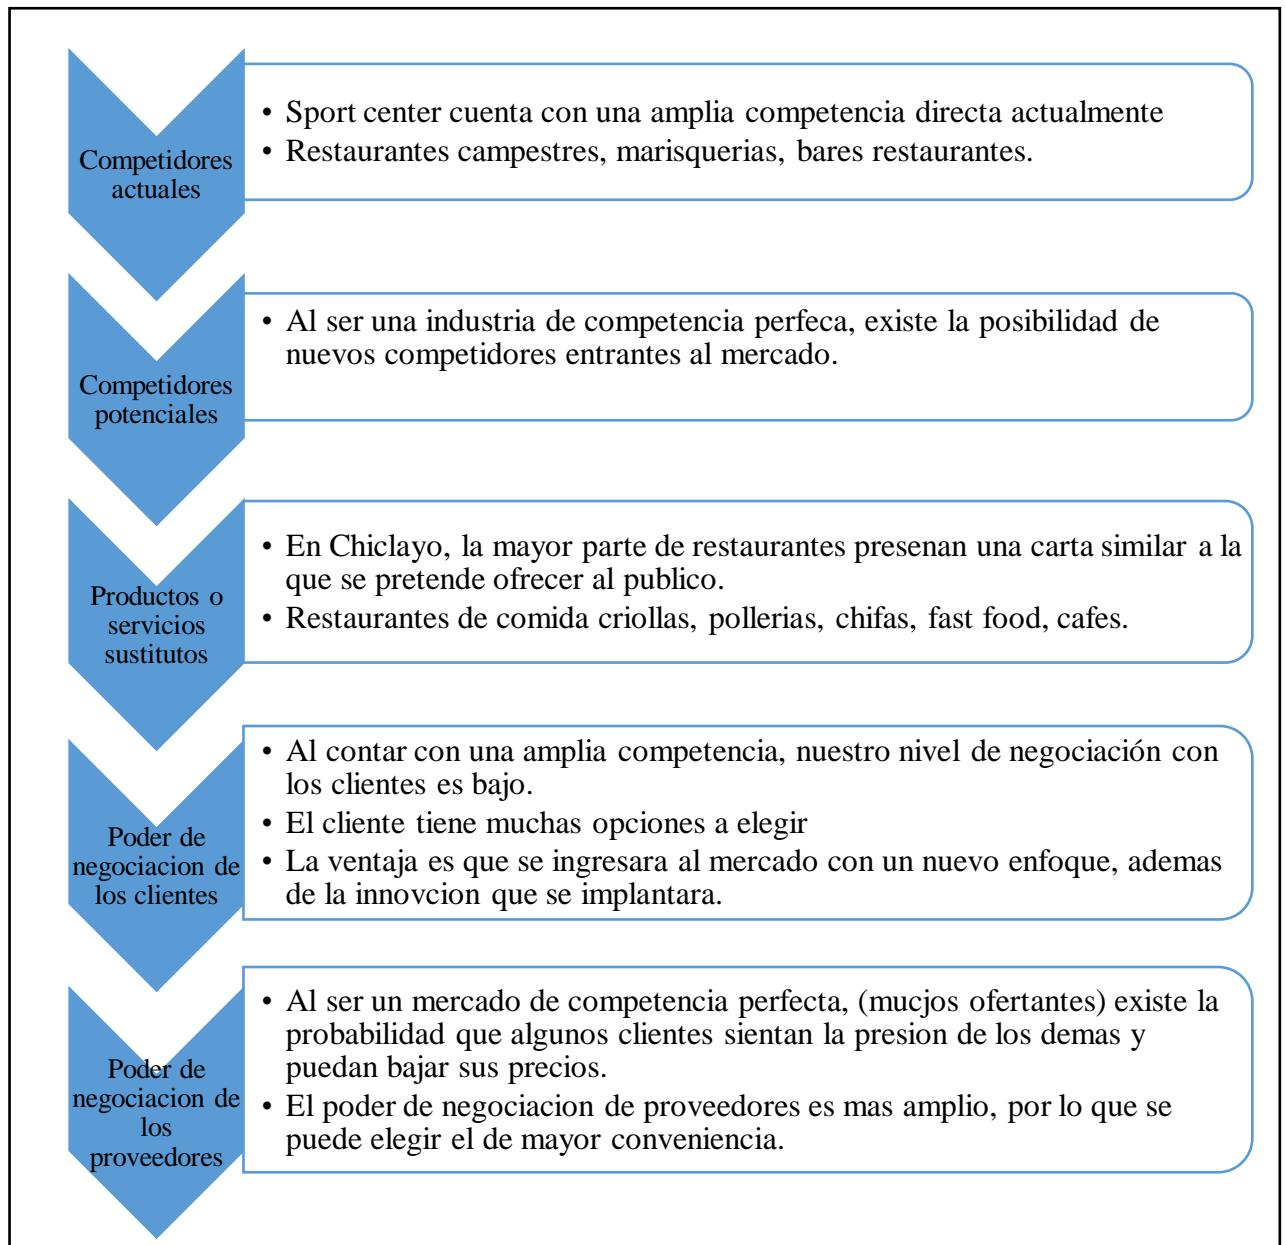 Competidores
actuales
• Sport center cuenta con una amplia competencia directa actualmente
• Restaurantes campestres, marisquerias, bares restaurantes.
Competidores
potenciales
• Al ser una industria de competencia perfeca, existe la posibilidad de
nuevos competidores entrantes al mercado.
Productos o
servicios
sustitutos
• En Chiclayo, la mayor parte de restaurantes presenan una carta similar a la
que se pretende ofrecer al publico.
• Restaurantes de comida criollas, pollerias, chifas, fast food, cafes.
Poder de
negociacion de
los clientes
• Al contar con una amplia competencia, nuestro nivel de negociación con
los clientes es bajo.
• El cliente tiene muchas opciones a elegir
• La ventaja es que se ingresara al mercado con un nuevo enfoque, ademas
de la innovcion que se implantara.
Poder de
negociacion de
los
proveedores
• Al ser un mercado de competencia perfecta, (mucjos ofertantes) existe la
probabilidad que algunos clientes sientan la presion de los demas y
puedan bajar sus precios.
• El poder de negociacion de proveedores es mas amplio, por lo que se
puede elegir el de mayor conveniencia.